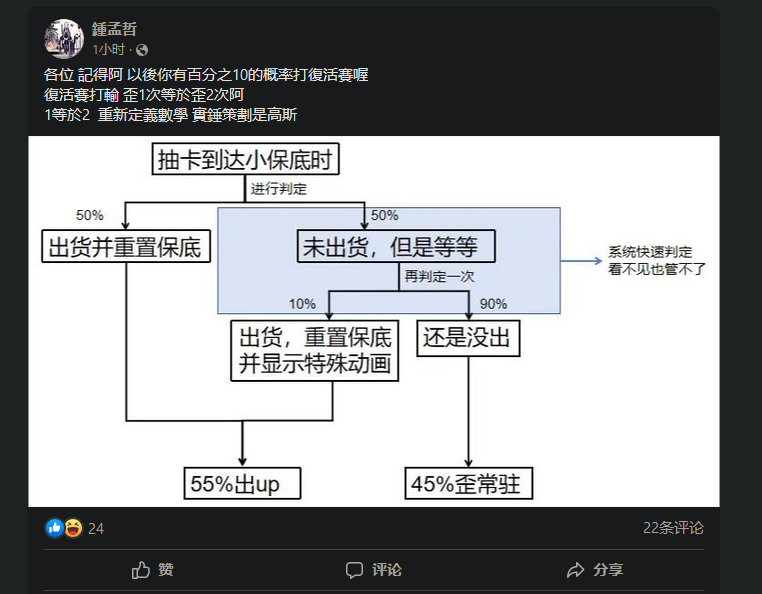 鍾孟哲
1小时 ·
各位 記得阿 以後你有百分之10的概率打復活賽喔
復活賽打輸 歪1次等於歪2次阿
1等於2 重新定義數學 實錘策劃是高斯
抽卡到达小保底时
进行判定
50%
50%
出货并重置保底
未出货，但是等等
系统快速判定
看不见也管不了
再判定一次
10%
90%
出货，重置保底
并显示特殊动画
还是没出
55%出up
45%歪常驻
24
22条评论
赞
评论
分享